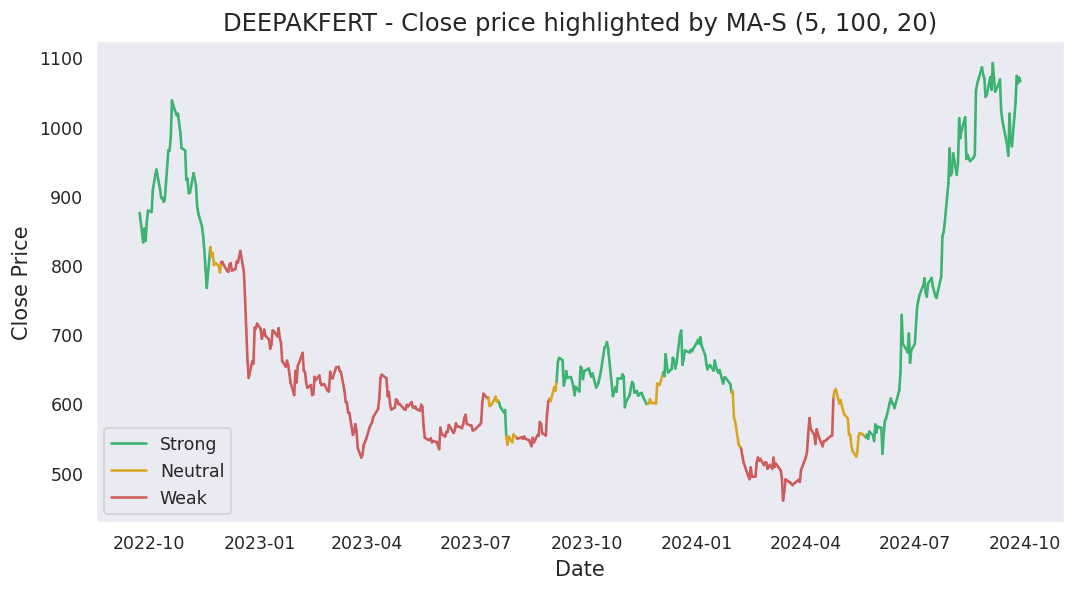 DEEPAKFERT - Close price highlighted by MA-S (5, 100, 20)
Close Price
1100
1000
900
800
700
600
500
Strong
Neutral
Weak
2022-10 2023-01 2023-04 2023-07 2023-10 2024-01 2024-04 2024-07 2024-10
Date